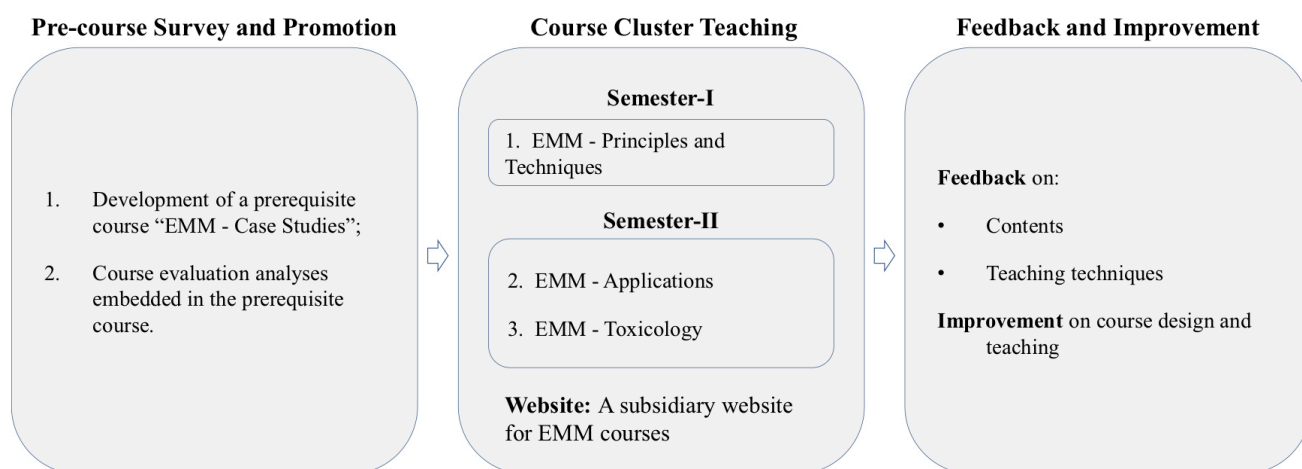 Pre-course Survey and Promotion
1. Development of a prerequisite
course “EMM - Case Studies”;
2. Course evaluation analyses
embedded in the prerequisite
course.
Course Cluster Teaching
Semester-I
1. EMM - Principles and
Techniques
Semester-II
2. EMM - Applications
3. EMM - Toxicology
Website: A subsidiary website
for EMM courses
Feedback and Improvement
Feedback on:
• Contents
• Teaching techniques
Improvement on course design and
teaching